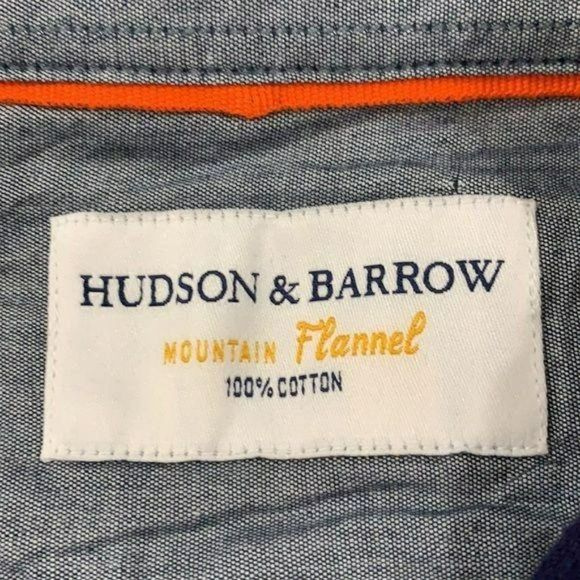 HUDSON & BARROW
MOUNTAIN Flannel
100% COTTON